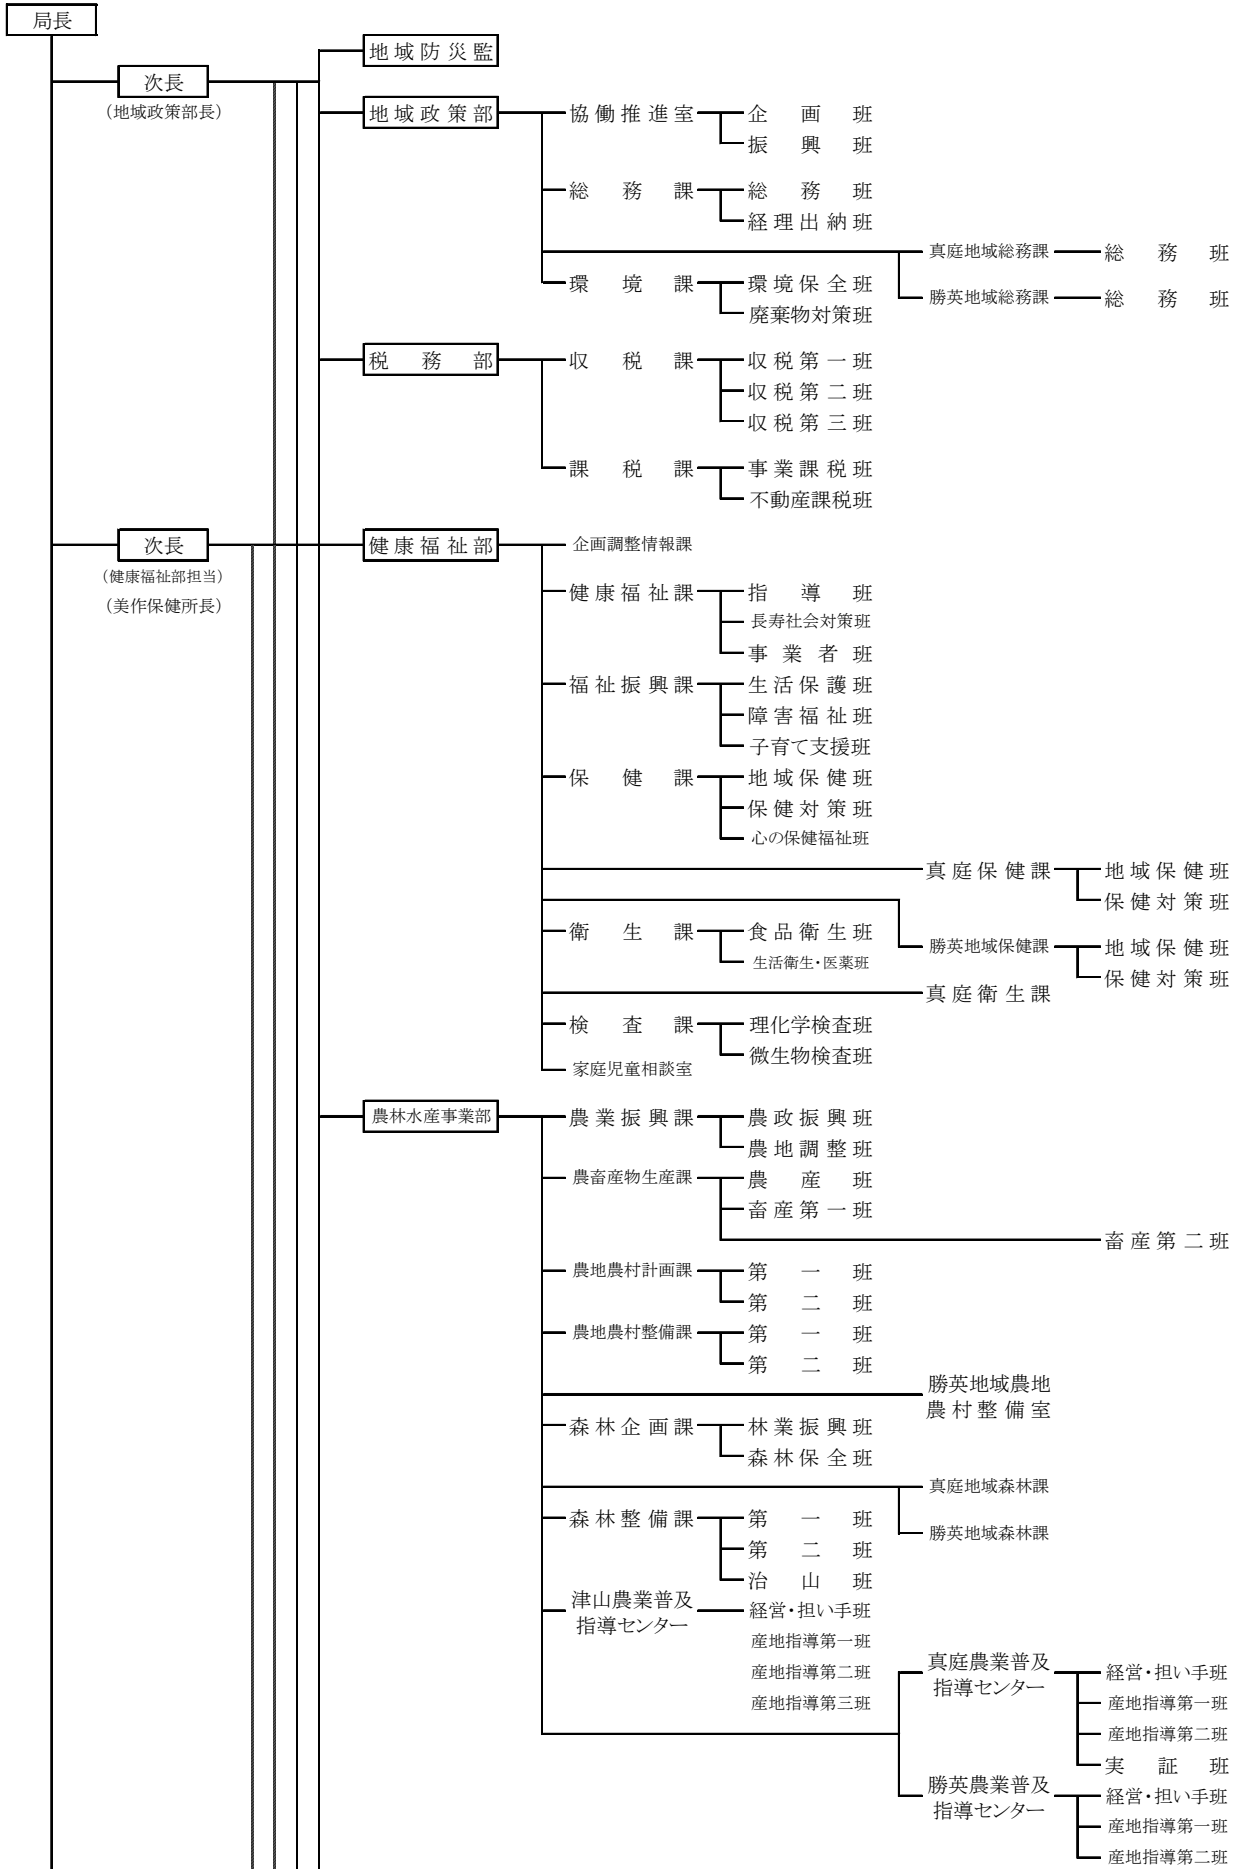 局長
地域防災監
次長
(地域政策部長)
地域政策部
協働推進室
企画班
振興班
総務課
総務班
経理出納班
真庭地域総務課
総務班
環境課
環境保全班
廃棄物対策班
勝英地域総務課
総務班
税務部
収税課
収税第一班
収税第二班
収税第三班
課税課
事業課税班
不動産課税班
次長
(健康福祉部担当)
(美作保健所長)
健康福祉部
企画調整情報課
健康福祉課
指導班
長寿社会対策班
事業者班
福祉振興課
生活保護班
障害福祉班
子育て支援班
保健課
地域保健班
保健対策班
心の保健福祉班
真庭保健課
地域保健班
保健対策班
衛生課
食品衛生班
生活衛生・医薬班
勝英地域保健課
地域保健班
保健対策班
真庭衛生課
検査課
理化学検査班
微生物検査班
家庭児童相談室
農林水産事業部
農業振興課
農政振興班
農地調整班
農畜産物生産課
農産班
畜産第一班
畜産第二班
農地農村計画課
第一班
第二班
農地農村整備課
第一班
第二班
勝英地域農地
農村整備室
森林企画課
林業振興班
森林保全班
真庭地域森林課
森林整備課
第一班
第二班
治山班
勝英地域森林課
津山農業普及
指導センター
経営・担い手班
産地指導第一班
産地指導第二班
産地指導第三班
真庭農業普及
指導センター
経営・担い手班
産地指導第一班
産地指導第二班
実証班
勝英農業普及
指導センター
経営・担い手班
産地指導第一班
産地指導第二班